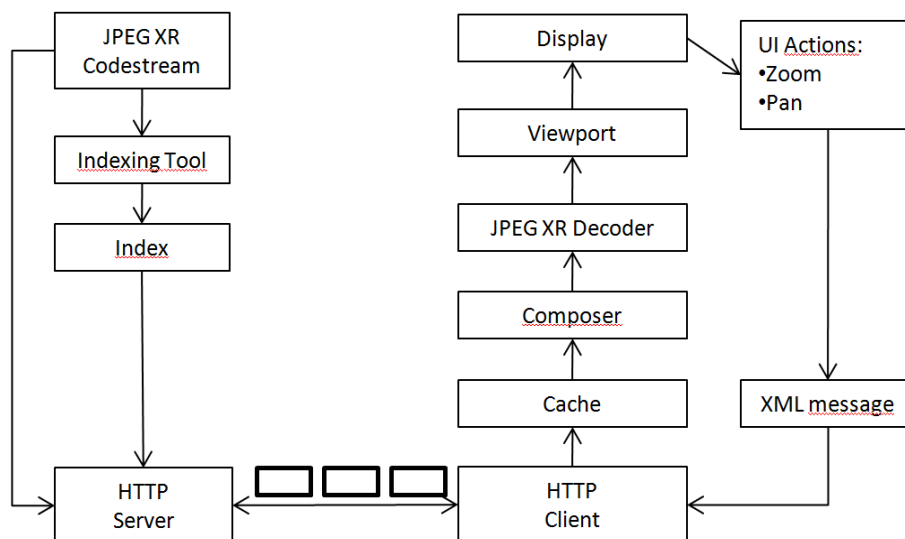 JPEG XR
Codestream
Indexing Tool
Index
HTTP
Server
Display
Viewport
JPEG XR Decoder
Composer
Cache
HTTP
Client
UI Actions:
•Zoom
•Pan
XML message